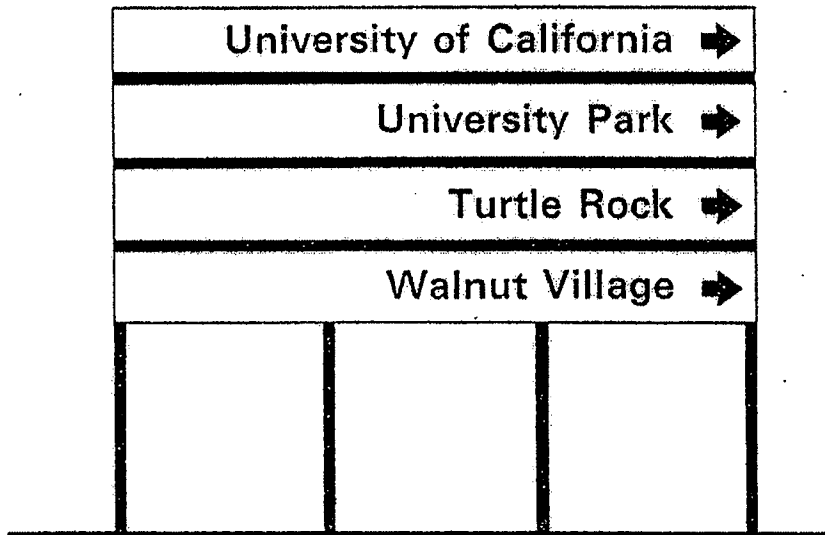 University of California
University Park
Turtle Rock
Walnut Village